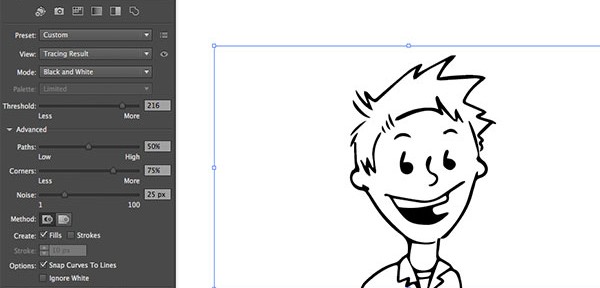 Preset: Custom
View: Tracing Result
Mode: Black and White
Palette: Limited
Threshold: 216
Less More
Advanced
Paths: 50%
Low High
Corners: 75%
Less More
Noise: 25 px
1 100
Method:
Create: Fills Strokes
Stroke: 10 px
Options: Snap Curves To Lines
Ignore White